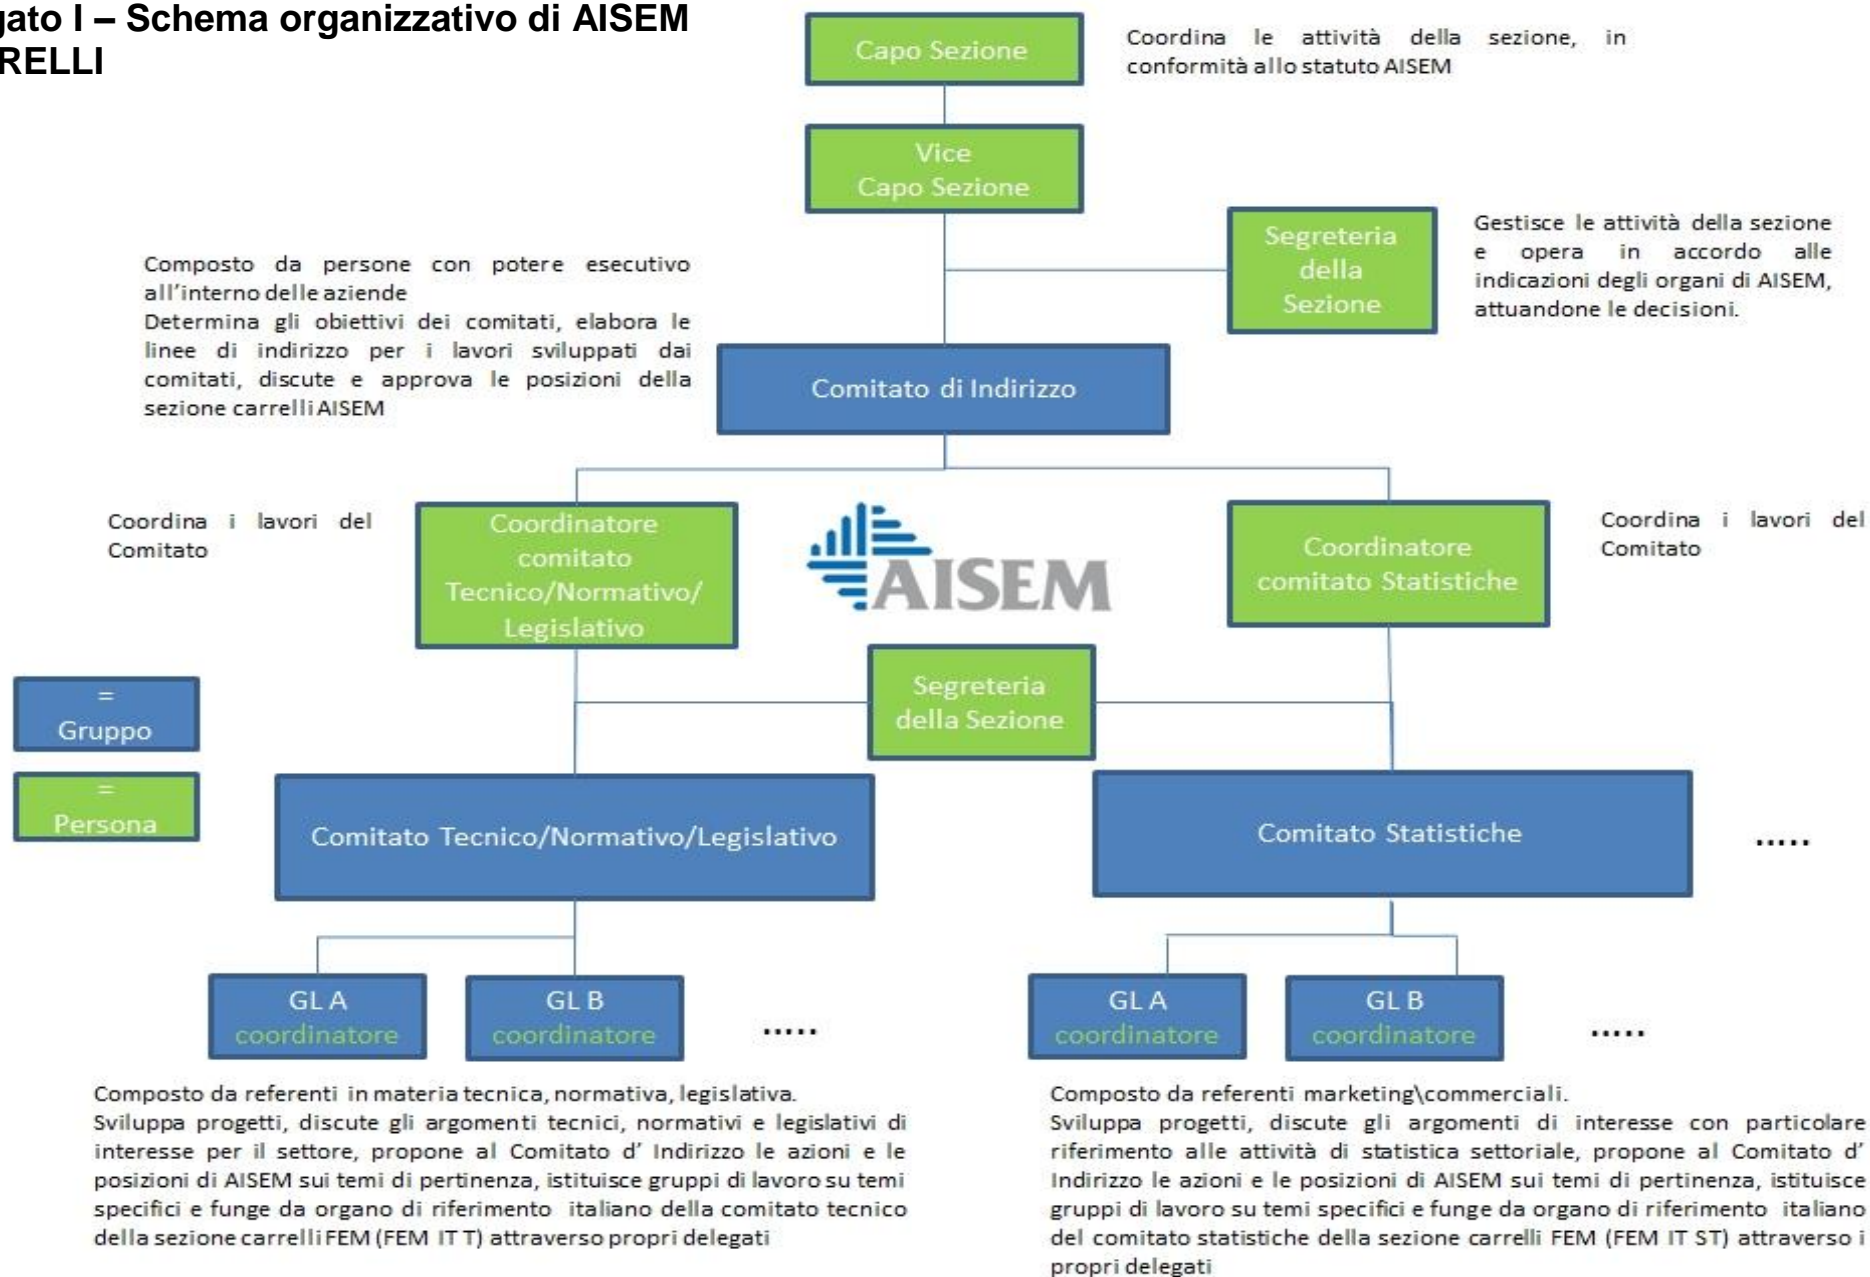 gato I – Schema organizzativo di AISEM
RELLI
Capo Sezione
Coordina le attività della sezione, in
conformità allo statuto AISEM
Vice
Capo Sezione
Segreteria
della
Sezione
Gestisce le attività della sezione
e opera in accordo alle
indicazioni degli organi di AISEM,
attuandone le decisioni.
Composto da persone con potere esecutivo
all'interno delle aziende
Determina gli obiettivi dei comitati, elabora le
linee di indirizzo per i lavori sviluppati dai
comitati, discute e approva le posizioni della
sezione carrelli AISEM
Comitato di Indirizzo
Coordina i lavori del
Comitato
Coordinatore
comitato
Tecnico/Normativo/
Legislativo
AISEM
Coordinatore
comitato Statistiche
Coordina i lavori del
Comitato
Segreteria
della Sezione
=
Gruppo
=
Persona
Comitato Tecnico/Normativo/Legislativo
Comitato Statistiche
.....
GL A
coordinatore
GL B
coordinatore
.....
GL A
coordinatore
GL B
coordinatore
.....
Composto da referenti in materia tecnica, normativa, legislativa.
Sviluppa progetti, discute gli argomenti tecnici, normativi e legislativi di
interesse per il settore, propone al Comitato d' Indirizzo le azioni e le
posizioni di AISEM sui temi di pertinenza, istituisce gruppi di lavoro su temi
specifici e funge da organo di riferimento italiano della comitato tecnico
della sezione carrelli FEM (FEM IT T) attraverso propri delegati
Composto da referenti marketing\commerciali.
Sviluppa progetti, discute gli argomenti di interesse con particolare
riferimento alle attività di statistica settoriale, propone al Comitato d'
Indirizzo le azioni e le posizioni di AISEM sui temi di pertinenza, istituisce
gruppi di lavoro su temi specifici e funge da organo di riferimento italiano
del comitato statistiche della sezione carrelli FEM (FEM IT ST) attraverso i
propri delegati